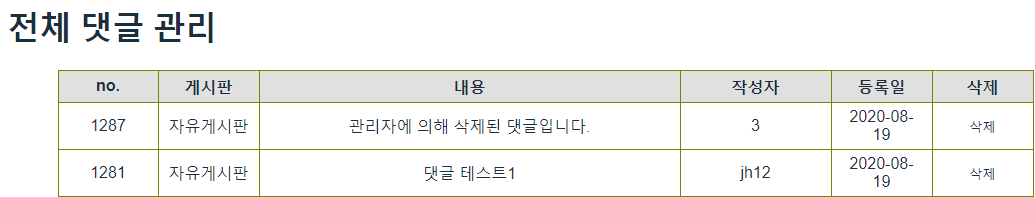 전체 댓글 관리
no. 게시판 내용 작성자 등록일 삭제
1287 자유게시판 관리자에 의해 삭제된 댓글입니다. 3 2020-08-
19 삭제
1281 자유게시판 댓글 테스트1 jh12 2020-08-
19 삭제